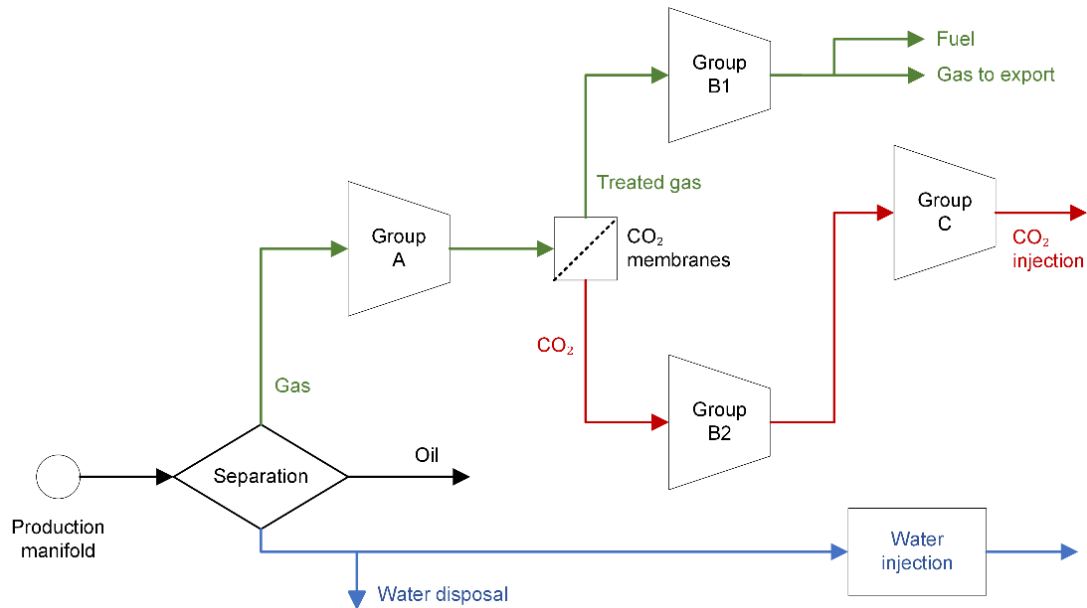 Group
B1
Fuel
Gas to export
Treated gas
Group
A
CO₂
membranes
Group
C
CO₂
injection
CO₂
Gas
Group
B2
Separation
Oil
Production
manifold
Water
injection
Water disposal